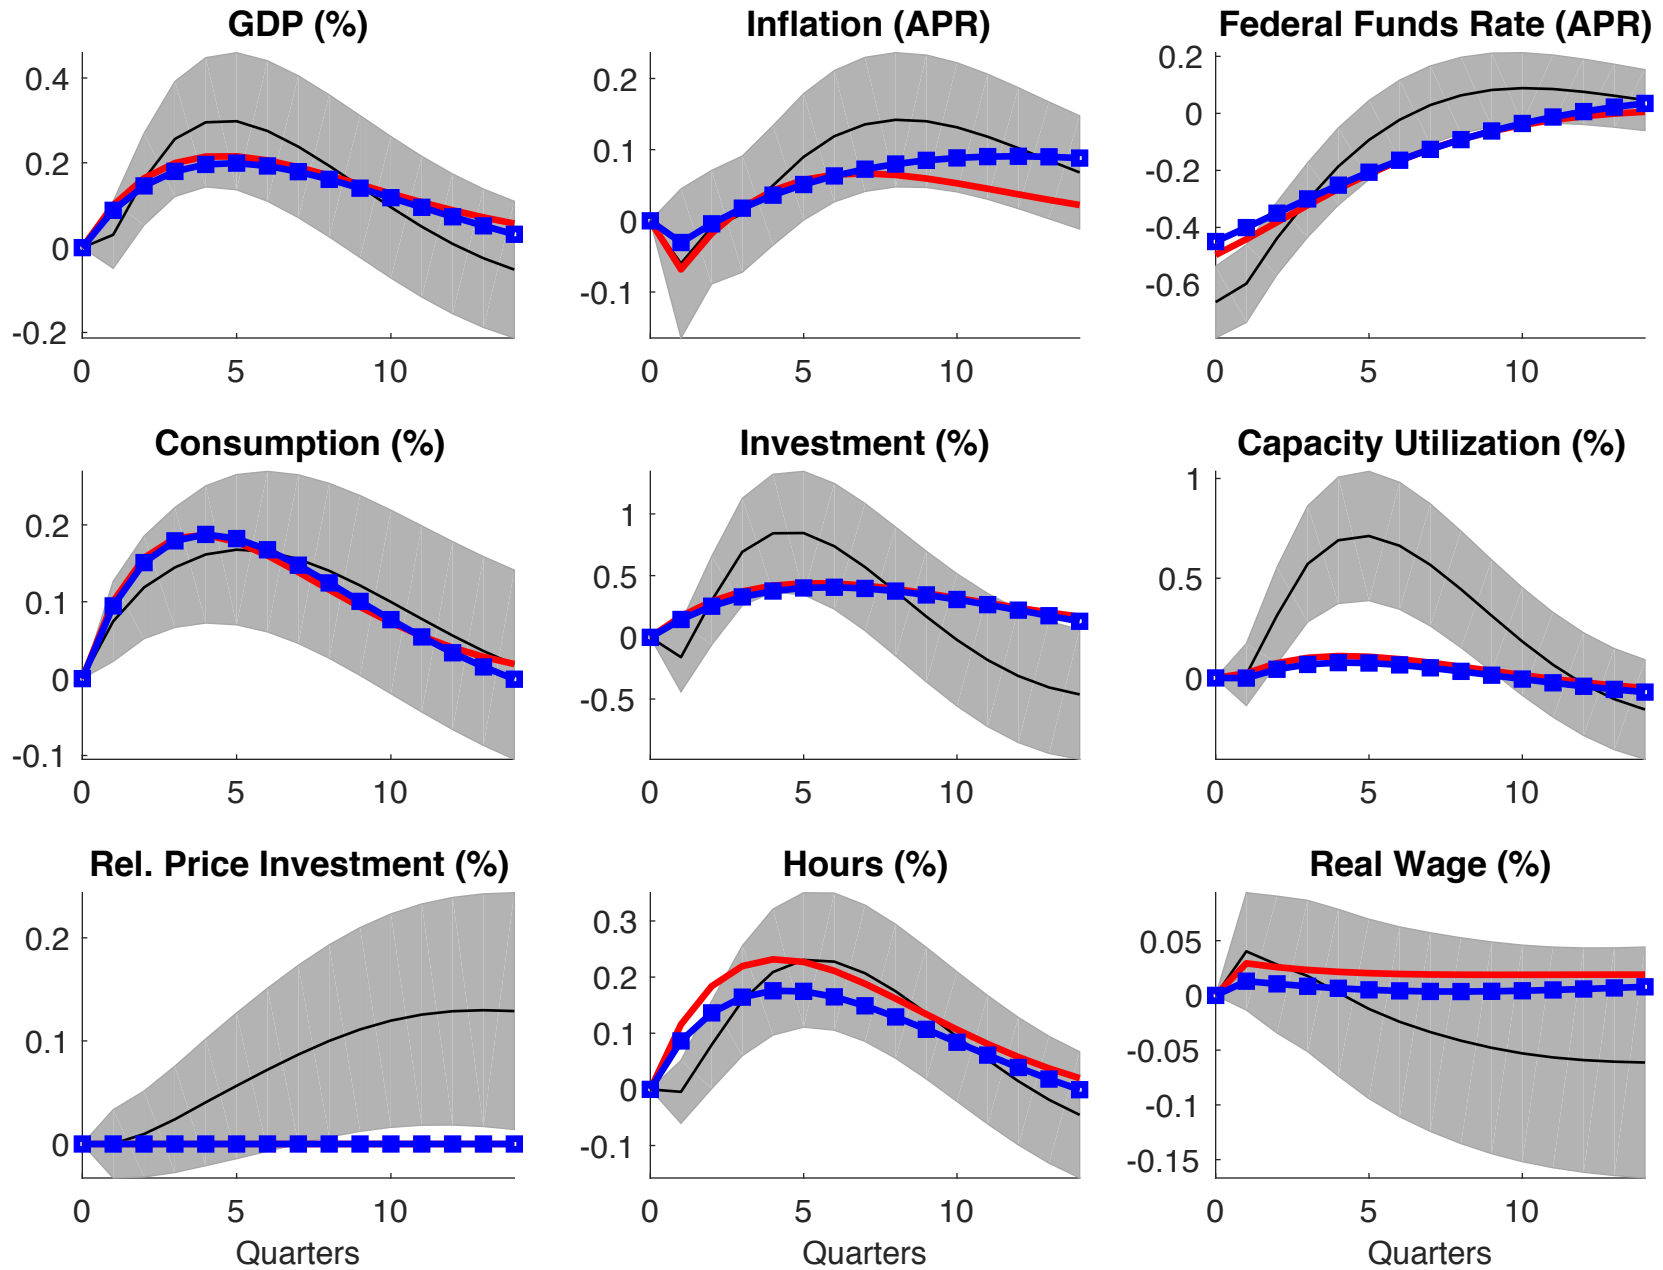 GDP (%) Inflation (APR) Federal Funds Rate (APR)
0.4
0.2
0
-0.2
0 5 10
0.2
0.1
0
-0.1
0 5 10
0.2
0
-0.2
-0.4
-0.6
0 5 10
Consumption (%) Investment (%) Capacity Utilization (%)
0.2
0.1
0
-0.1
0 5 10
1
0.5
0
-0.5
0 5 10
1
0.5
0
0 5 10
Rel. Price Investment (%) Hours (%) Real Wage (%)
0.2
0.1
0
0 5 10
Quarters
0.3
0.2
0.1
0
-0.1
0 5 10
Quarters
0.05
0
-0.05
-0.1
-0.15
0 5 10
Quarters